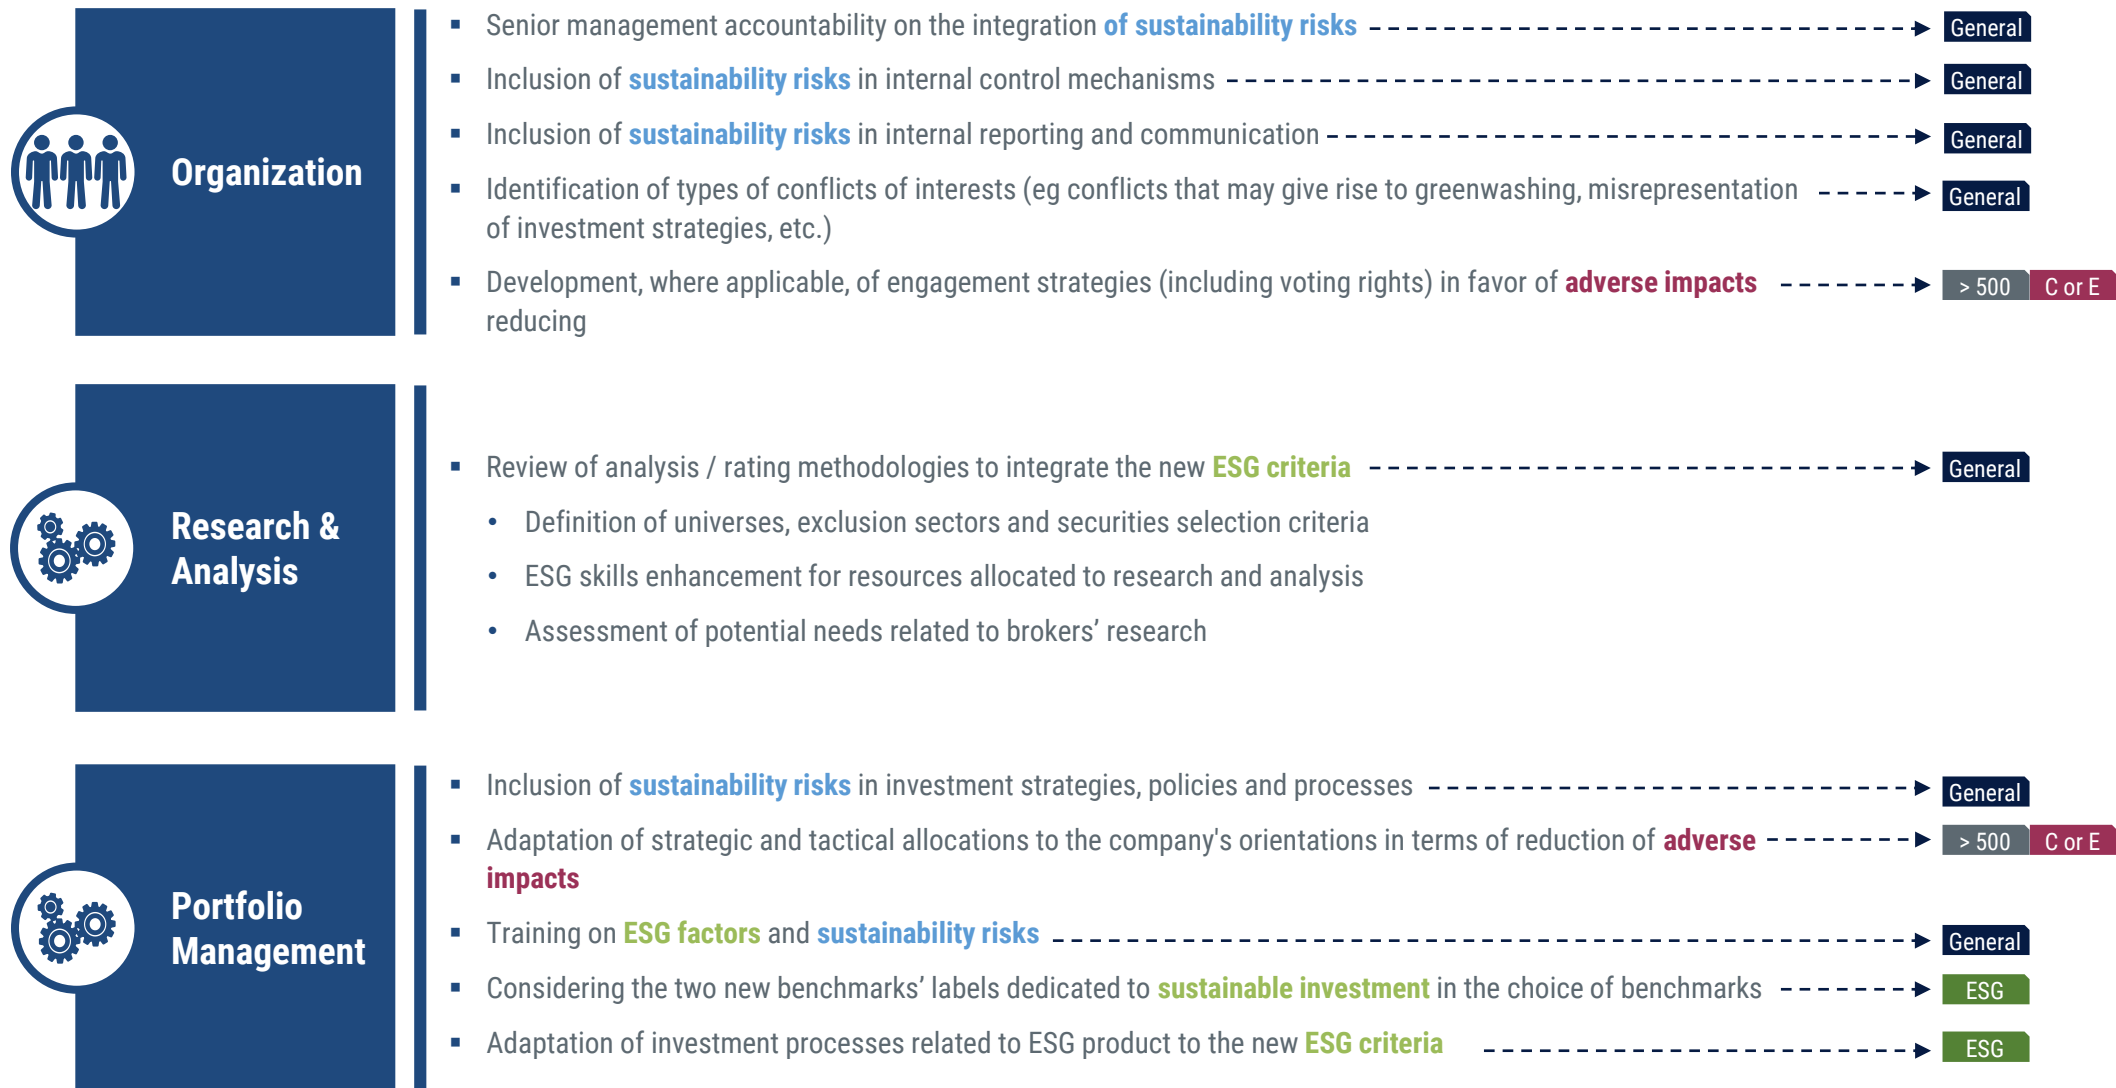 Organization
Senior management accountability on the integration of sustainability risks General
Inclusion of sustainability risks in internal control mechanisms General
Inclusion of sustainability risks in internal reporting and communication General
Identification of types of conflicts of interests (eg conflicts that may give rise to greenwashing, misrepresentation General
of investment strategies, etc.)
Development, where applicable, of engagement strategies (including voting rights) in favor of adverse impacts > 500 C or E
reducing
Research &
Analysis
Review of analysis / rating methodologies to integrate the new ESG criteria General
Definition of universes, exclusion sectors and securities selection criteria
ESG skills enhancement for resources allocated to research and analysis
Assessment of potential needs related to brokers’ research
Portfolio
Management
Inclusion of sustainability risks in investment strategies, policies and processes General
Adaptation of strategic and tactical allocations to the company's orientations in terms of reduction of adverse > 500 C or E
impacts
Training on ESG factors and sustainability risks General
Considering the two new benchmarks’ labels dedicated to sustainable investment in the choice of benchmarks ESG
Adaptation of investment processes related to ESG product to the new ESG criteria ESG